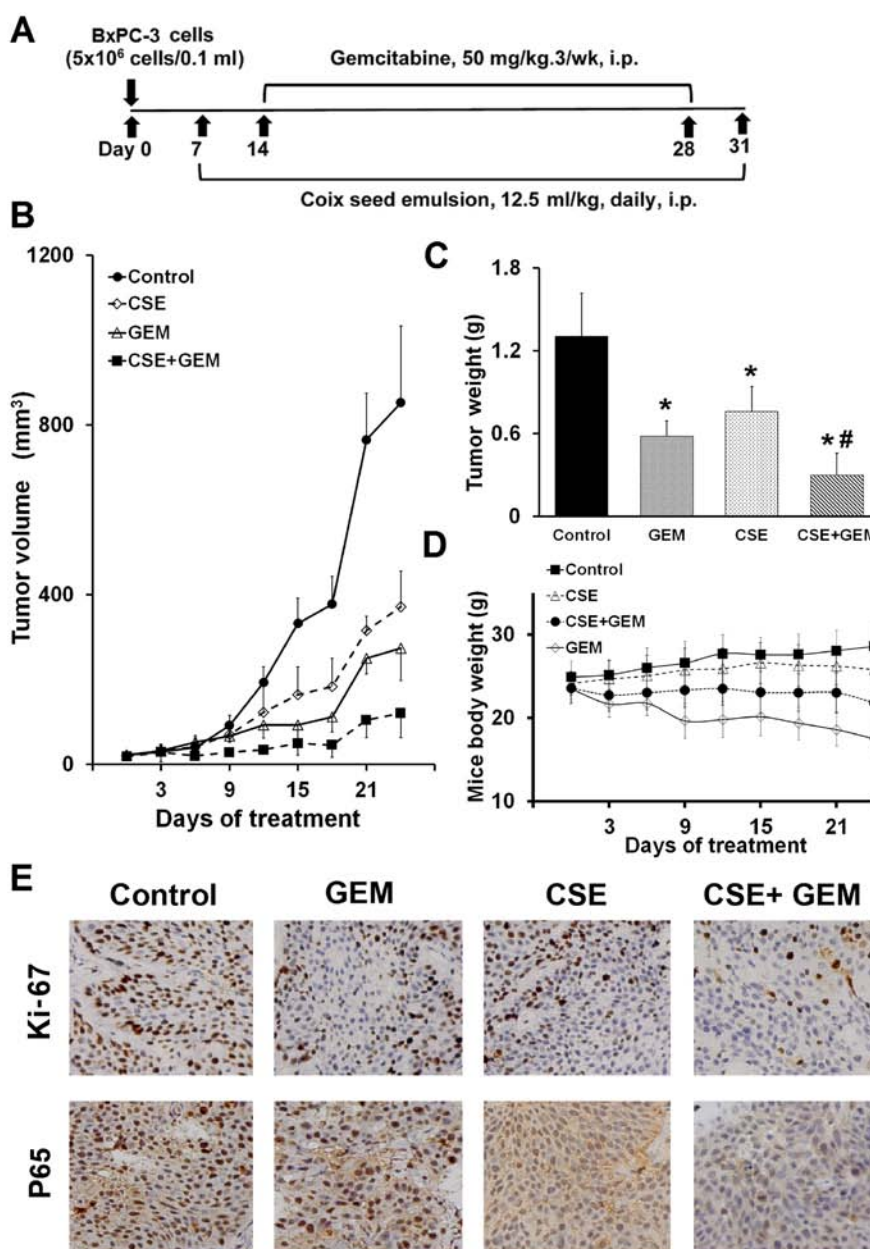 A
BxPC-3 cells
(5x10⁶ cells/0.1 ml)
Gemcitabine, 50 mg/kg.3/wk, i.p.
Day 0 7 14 28 31
Coix seed emulsion, 12.5 ml/kg, daily, i.p.
B
Tumor volume (mm³)
1200
800
400
0
Control
CSE
GEM
CSE+GEM
3 9 15 21
Days of treatment
C
Tumor weight (g)
1.8
1.2
0.6
0
* * *#
Control GEM CSE CSE+GEM
D
Mice body weight (g)
Control
CSE
CSE+GEM
GEM
30
20
10
3 9 15 21
Days of treatment
E
Control GEM CSE CSE+ GEM
Ki-67
P65